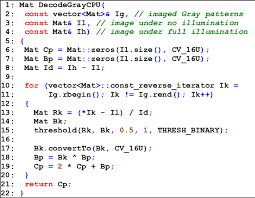 1: Mat DecodeGrayCPU(
2: const vector<Mat>& Ig, // imaged Gray patterns
3: const Mat& Il, // image under no illumination
4: const Mat& Ih) // image under full illumination
5: {
6: Mat Cp = Mat::zeros(Il.size(), CV_16U);
7: Mat Bp = Mat::zeros(Il.size(), CV_16U);
8: Mat Id = Ih - Il;
9:
10: for (vector<Mat>::const_reverse_iterator Ik =
11: Ig.rbegin(); Ik != Ig.rend(); Ik++)
12: {
13: Mat Rk = (*Ik - Il) / Id;
14: Mat Bk;
15: threshold(Rk, Bk, 0.5, 1, THRESH_BINARY);
16:
17: Bk.convertTo(Bk, CV_16U);
18: Bp = Bk ^ Bp;
19: Cp = 2 * Cp + Bp;
20: }
21: return Cp;
22: }